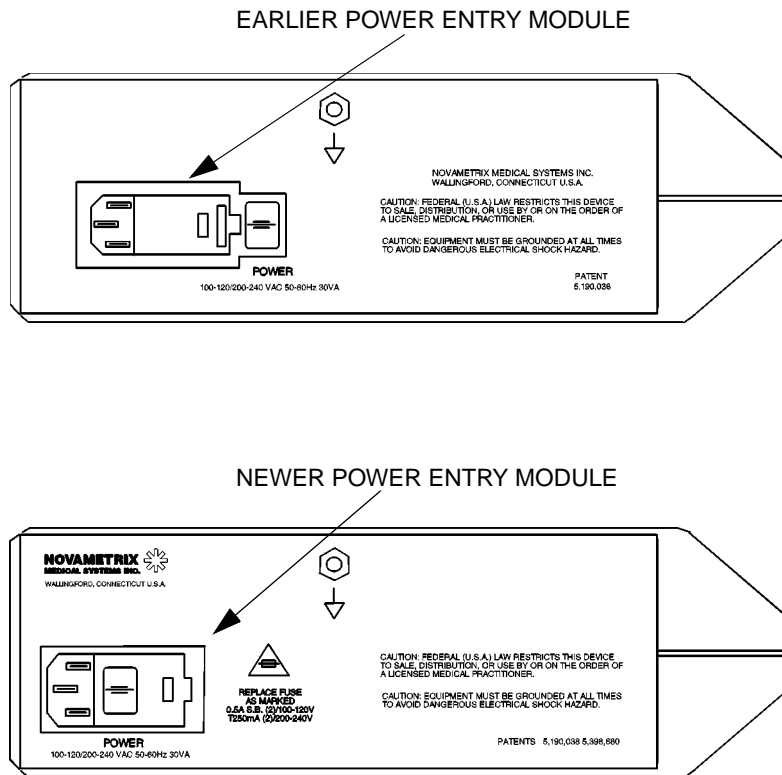 EARLIER POWER ENTRY MODULE
NOVAMETRIX MEDICAL SYSTEMS INC.
WALLINGFORD, CONNECTICUT U.S.A.
CAUTION: FEDERAL (U.S.A.) LAW RESTRICTS THIS DEVICE
TO SALE, DISTRIBUTION, OR USE BY OR ON THE ORDER OF
A LICENSED MEDICAL PRACTITIONER.
CAUTION: EQUIPMENT MUST BE GROUNDED AT ALL TIMES
TO AVOID DANGEROUS ELECTRICAL SHOCK HAZARD.
POWER
100-120/200-240 VAC 50-60Hz 30VA
PATENT
5,190,038
NEWER POWER ENTRY MODULE
NOVAMETRIX
MEDICAL SYSTEMS INC.
WALLINGFORD, CONNECTICUT U.S.A.
CAUTION: FEDERAL (U.S.A.) LAW RESTRICTS THIS DEVICE
TO SALE, DISTRIBUTION, OR USE BY OR ON THE ORDER OF
A LICENSED MEDICAL PRACTITIONER.
REPLACE FUSE
AS MARKED
0.5A S.B. (2)/100-120V
T250mA (2)/200-240V
CAUTION: EQUIPMENT MUST BE GROUNDED AT ALL TIMES
TO AVOID DANGEROUS ELECTRICAL SHOCK HAZARD.
POWER
100-120/200-240 VAC 50-60Hz 30VA
PATENTS 5,190,038 5,398,680